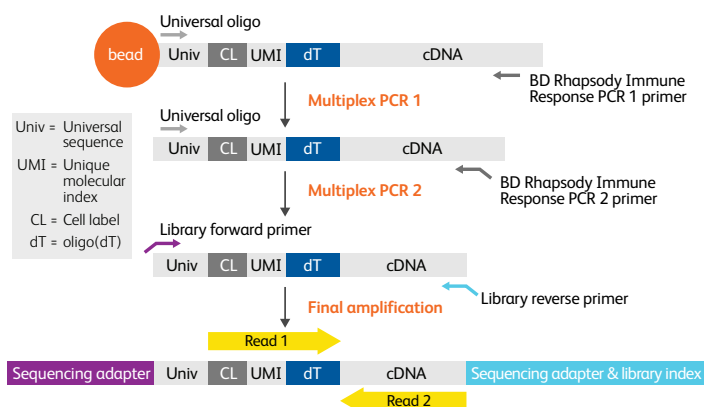 Universal oligo
bead
Univ CL UMI dT cDNA
BD Rhapsody Immune
Response PCR 1 primer
Multiplex PCR 1
Universal oligo
Univ = Universal
sequence
UMI = Unique
molecular
index
CL = Cell label
dT = oligo(dT)
Univ CL UMI dT cDNA
BD Rhapsody Immune
Response PCR 2 primer
Multiplex PCR 2
Library forward primer
Univ CL UMI dT cDNA
Library reverse primer
Final amplification
Read 1
Sequencing adapter Univ CL UMI dT cDNA Sequencing adapter & library index
Read 2